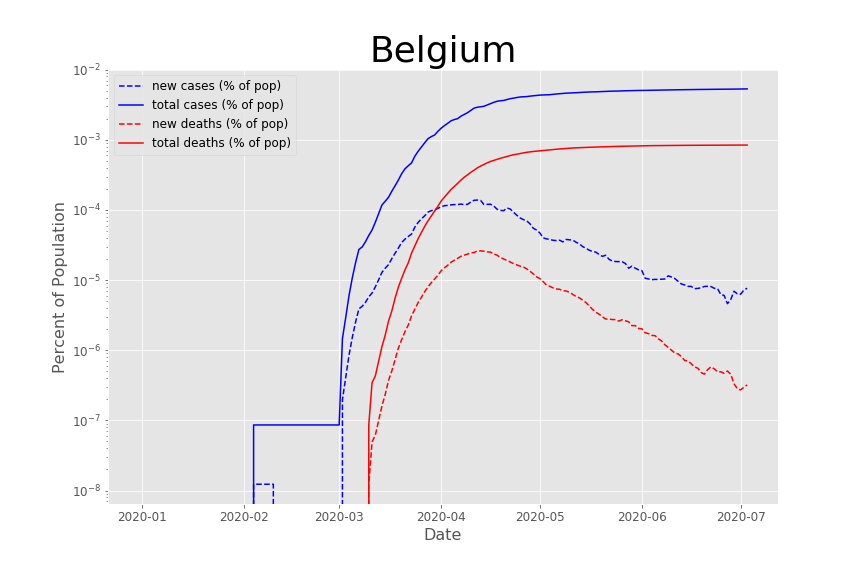 Belgium
new cases (% of pop)
total cases (% of pop)
new deaths (% of pop)
total deaths (% of pop)
Percent of Population
10⁻²
10⁻³
10⁻⁴
10⁻⁵
10⁻⁶
10⁻⁷
10⁻⁸
2020-01 2020-02 2020-03 2020-04 2020-05 2020-06 2020-07
Date